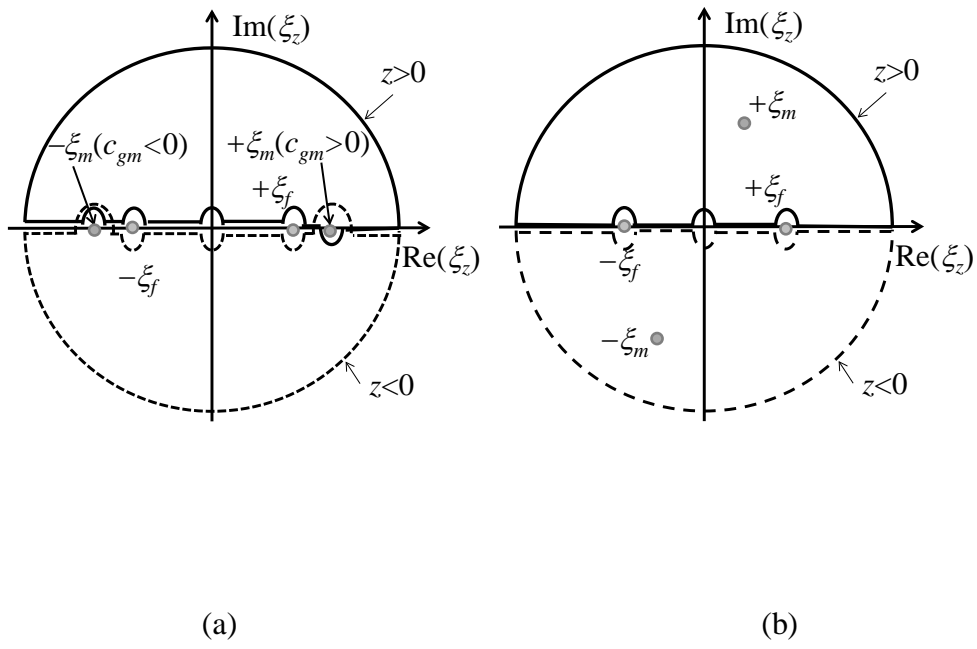 Im(ξz)
z>0
−ξm(cgm<0)
+ξm(cgm>0)
+ξf
Re(ξz)
−ξf
z<0
(a)
Im(ξz)
z>0
+ξm
+ξf
Re(ξz)
−ξf
−ξm
z<0
(b)